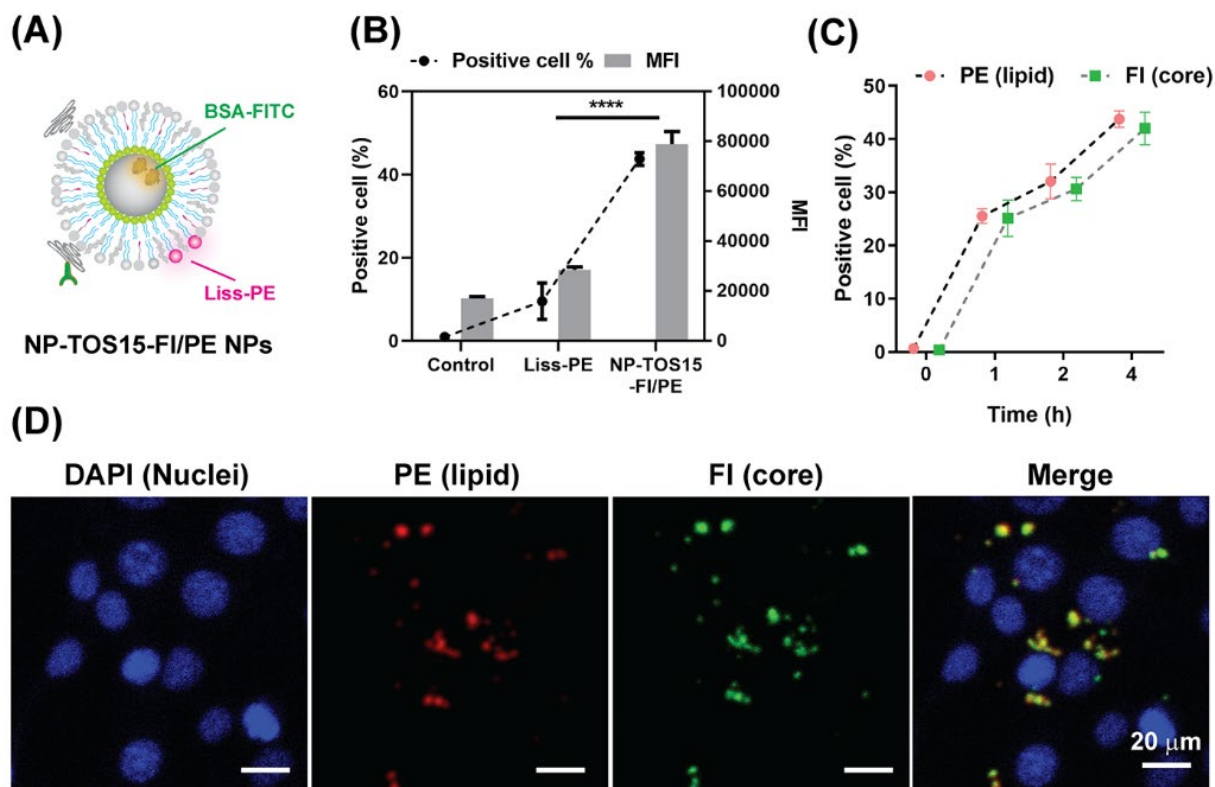 (A)
BSA-FITC
Liss-PE
NP-TOS15-FI/PE NPs
(B)
Positive cell % MFI
****
60
40
20
0
Positive cell (%)
100000
80000
60000
40000
20000
0
MFI
Control Liss-PE NP-TOS15
-FI/PE
(C)
PE (lipid) FI (core)
50
40
30
20
10
0
Positive cell (%)
0 1 2 4
Time (h)
(D)
DAPI (Nuclei) PE (lipid) FI (core) Merge
20 μm